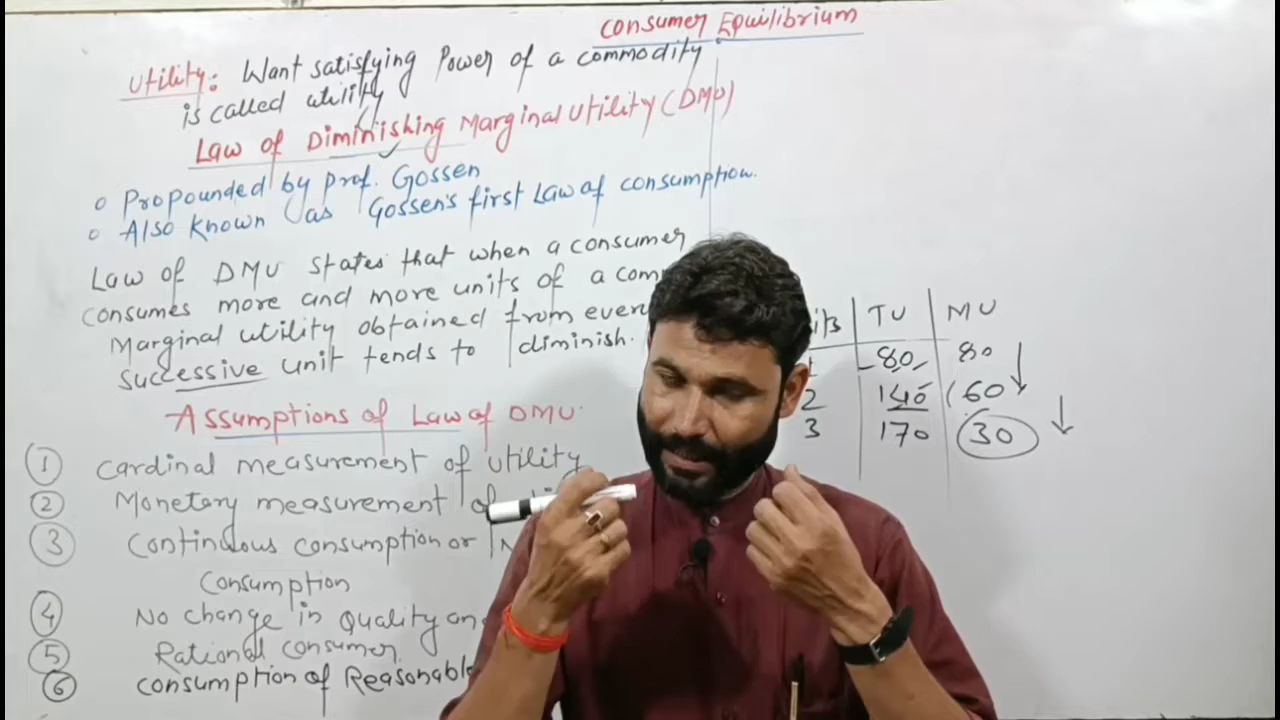 Consumer Equilibrium
Utility: Want satisfying Power of a commodity
is called utility
Law of Diminishing Marginal Utility (DMU)
Propounded by Prof. Gossen
Also Known as Gossen's first Law of consumption.
Law of DMU states that when a consumer
consumes more and more units of a
Marginal utility obtained from
successive unit tends to diminish.
Assumptions of Law of DMU
1 Cardinal measurement of utility
2 Monetary measurement of
3 Continuous consumption or
Consumption
4 No change in Quality
5 Rational consumer.
6 Consumption of Reasonable
TU MU
1 80 80
2 140 60
3 170 30